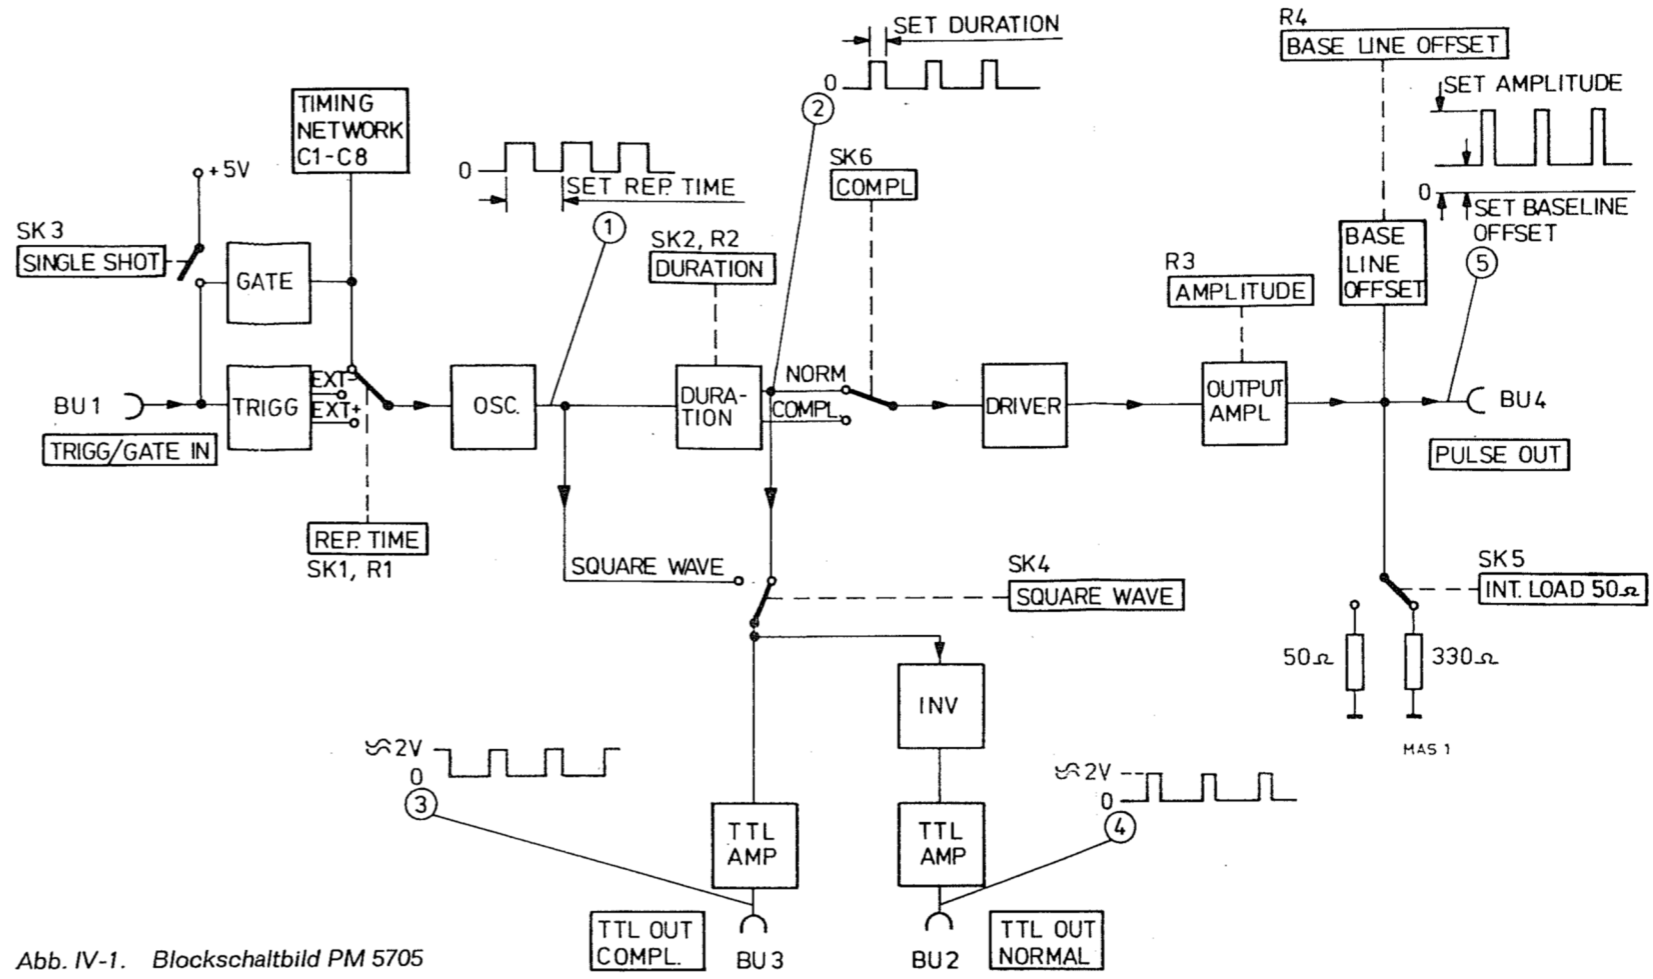 SET DURATION
0
2
R4
BASE LINE OFFSET
SET AMPLITUDE
0
SET BASELINE
OFFSET
5
TIMING
NETWORK
C1-C8
+5V
0
SET REP. TIME
1
SK6
COMPL
SK3
SINGLE SHOT
GATE
SK2, R2
DURATION
R3
AMPLITUDE
BASE
LINE
OFFSET
BU1
TRIGG/GATE IN
TRIGG
EXT-
EXT+
OSC.
DURA-
TION
NORM
COMPL.
DRIVER
OUTPUT
AMPL
BU4
PULSE OUT
REP. TIME
SK1, R1
SQUARE WAVE
SK4
SQUARE WAVE
SK5
INT. LOAD 50Ω
50Ω
330Ω
MAS 1
INV
≈2V
0
3
≈2V
0
4
TTL
AMP
TTL
AMP
TTL OUT
COMPL.
BU3
BU2
TTL OUT
NORMAL
Abb. IV-1. Blockschaltbild PM 5705